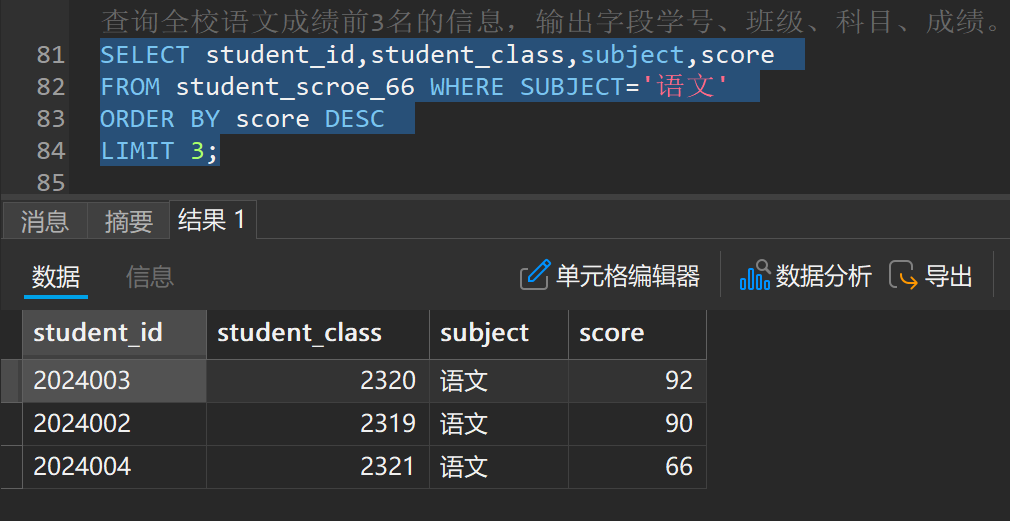 查询全校语文成绩前3名的信息，输出字段学号、班级、科目、成绩。
81 SELECT student_id,student_class,subject,score
82 FROM student_scroe_66 WHERE SUBJECT='语文'
83 ORDER BY score DESC
84 LIMIT 3;
85
消息 摘要 结果 1
数据 信息 单元格编辑器 数据分析 导出
student_id student_class subject score
2024003 2320 语文 92
2024002 2319 语文 90
2024004 2321 语文 66